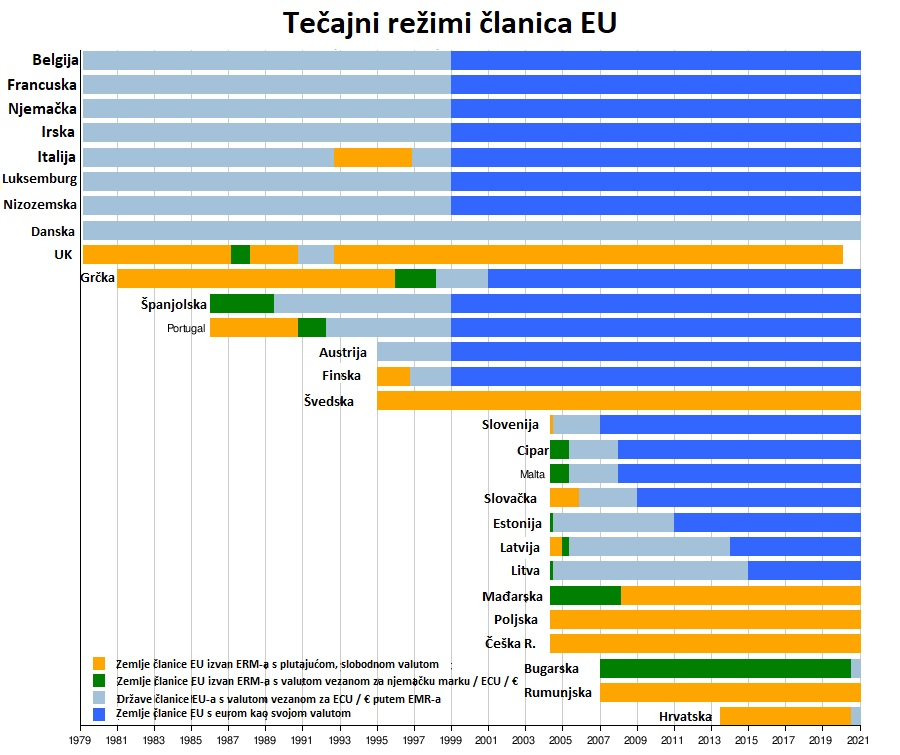 Tečajni režimi članica EU
Belgija
Francuska
Njemačka
Irska
Italija
Luksemburg
Nizozemska
Danska
UK
Grčka
Španjolska
Portugal
Austrija
Finska
Švedska
Slovenija
Cipar
Malta
Slovačka
Estonija
Latvija
Litva
Mađarska
Poljska
Češka R.
Bugarska
Rumunjska
Hrvatska
Zemlje članice EU izvan ERM-a s plutajućom, slobodnom valutom
Zemlje članice EU izvan ERM-a s valutom vezanom za njemačku marku / ECU / €
Države članice EU-a s valutom vezanom za ECU / € putem EMR-a
Zemlje članice EU s eurom kao svojom valutom
1979 1981 1983 1985 1987 1989 1991 1993 1995 1997 1999 2001 2003 2005 2007 2009 2011 2013 2015 2017 2019 2021